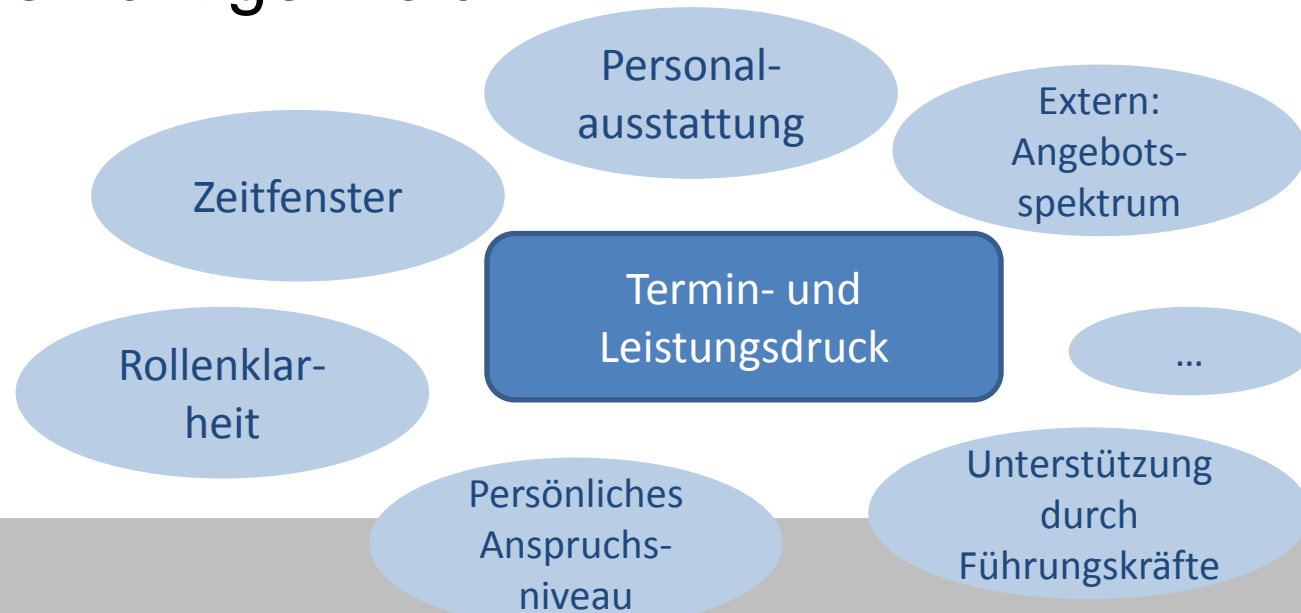 Personal-
ausstattung
Extern:
Angebots-
spektrum
Zeitfenster
Termin- und
Leistungsdruck
...
Rollenklar-
heit
Persönliches
Anspruchs-
niveau
Unterstützung
durch
Führungskräfte